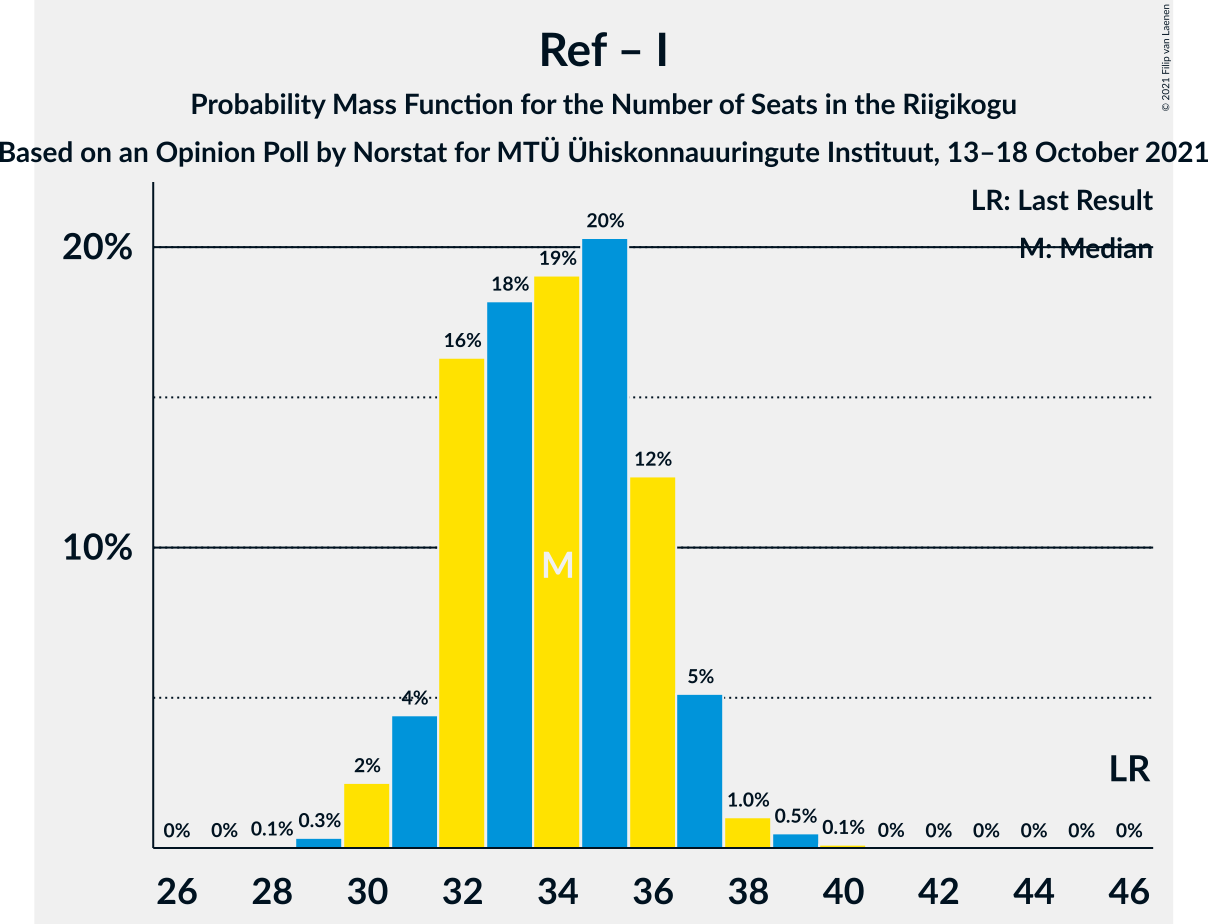 © 2021 Filip van Laenen
Ref – I
Probability Mass Function for the Number of Seats in the Riigikogu
Based on an Opinion Poll by Norstat for MTÜ Ühiskonnauuringute Instituut, 13–18 October 2021
LR: Last Result
M: Median
20%
10%
0% 0% 0.1% 0.3% 2% 4% 16% 18% 19% 20% 12% 5% 1.0% 0.5% 0.1% 0% 0% 0% 0% 0% 0%
M
LR
26 28 30 32 34 36 38 40 42 44 46